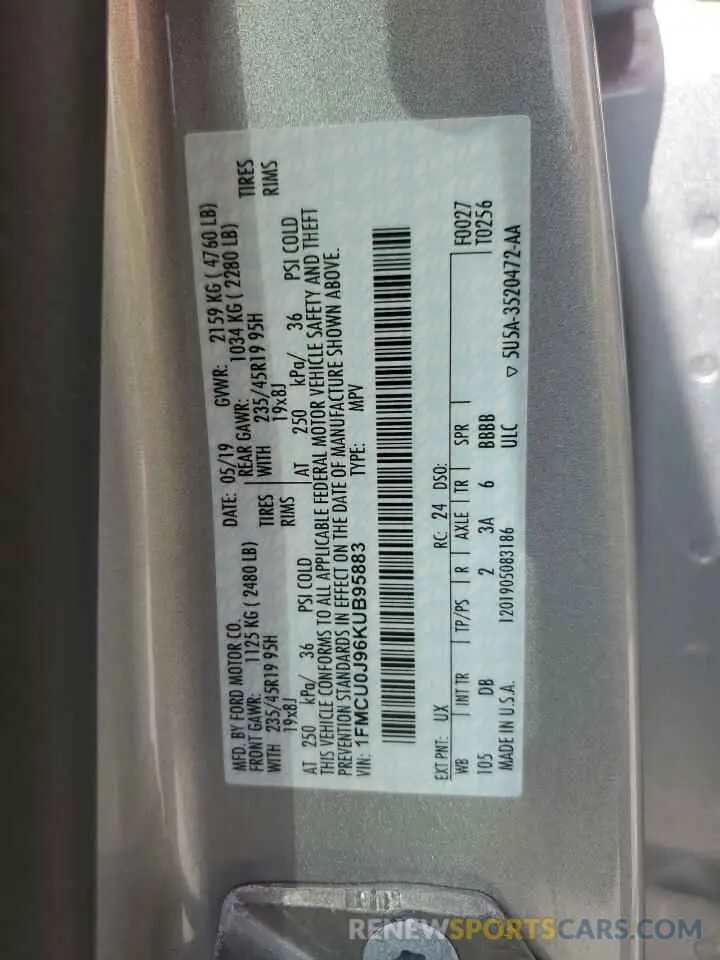 MFD. BY FORD MOTOR CO.
DATE: 05/19 GVWR: 2159 KG ( 4760 LB)
FRONT GAWR: 1125 KG ( 2480 LB) REAR GAWR: 1034 KG ( 2280 LB)
WITH 235/45R19 95H TIRES WITH 235/45R19 95H TIRES
19x8J RIMS 19x8J RIMS
AT 250 kPa/ 36 PSI COLD AT 250 kPa/ 36 PSI COLD
THIS VEHICLE CONFORMS TO ALL APPLICABLE FEDERAL MOTOR VEHICLE SAFETY AND THEFT
PREVENTION STANDARDS IN EFFECT ON THE DATE OF MANUFACTURE SHOWN ABOVE.
VIN: 1FMCU0J96KUB95883 TYPE: MPV
EXT PNT: UX RC: 24 DSO: F0027
WB INT TR TP/PS R AXLE TR SPR T0256
105 DB 2 3A 6 BBBB
MADE IN U.S.A. 1201905083186 ULC ▽ 5U5A-3520472-AA
RENEWSPORTSCARS.COM